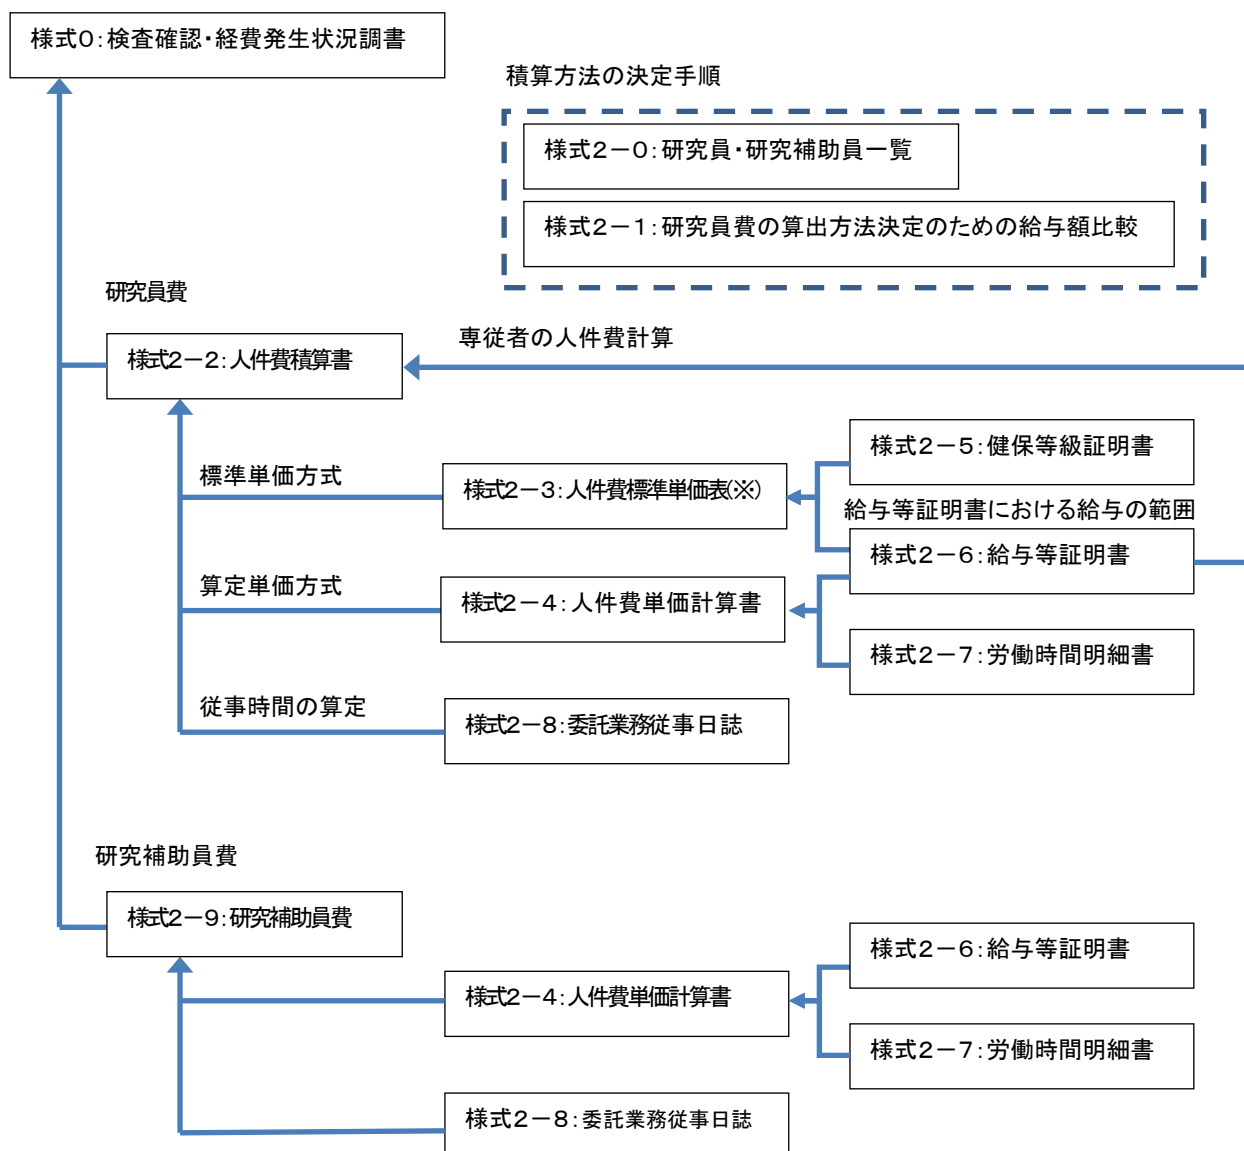 様式0:検査確認・経費発生状況調書
積算方法の決定手順
様式2-0:研究員・研究補助員一覧
様式2-1:研究員費の算出方法決定のための給与額比較
研究員費
様式2-2:人件費積算書
専従者の人件費計算
標準単価方式
様式2-3:人件費標準単価表(※)
様式2-5:健保等級証明書
給与等証明書における給与の範囲
様式2-6:給与等証明書
算定単価方式
様式2-4:人件費単価計算書
様式2-7:労働時間明細書
従事時間の算定
様式2-8:委託業務従事日誌
研究補助員費
様式2-9:研究補助員費
様式2-6:給与等証明書
様式2-4:人件費単価計算書
様式2-7:労働時間明細書
様式2-8:委託業務従事日誌